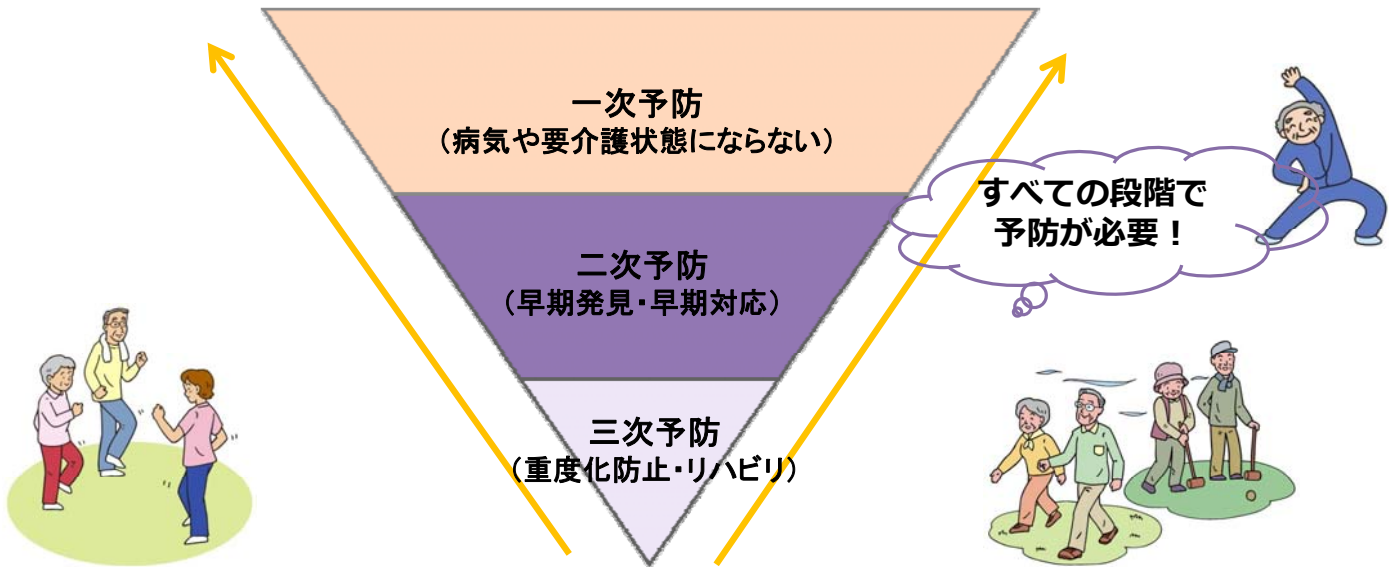 一次予防
（病気や要介護状態にならない）
すべての段階で
予防が必要！
二次予防
（早期発見・早期対応）
三次予防
（重度化防止・リハビリ）